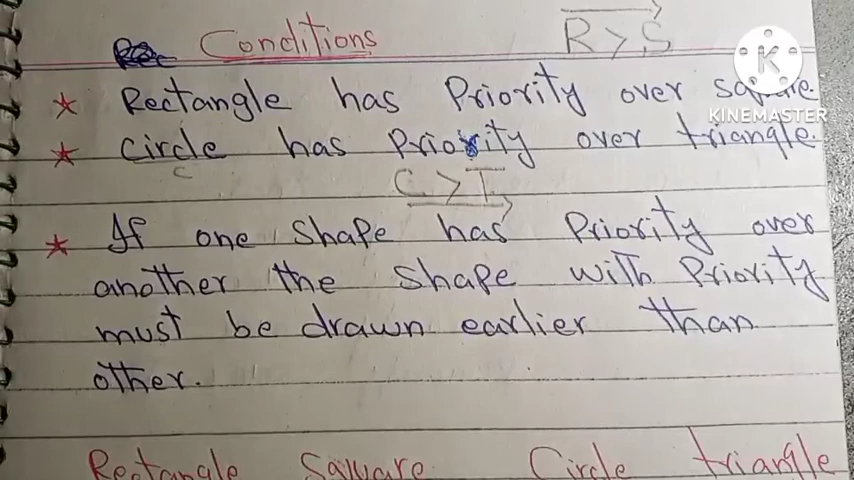 Conditions
R > S
K
KINEMASTER
* Rectangle has Priority over square.
* Circle has Priority over triangle.
C
C > T
* If one shape has Priority over
another the shape with Priority
must be drawn earlier than
other.
Rectangle Square Circle triangle